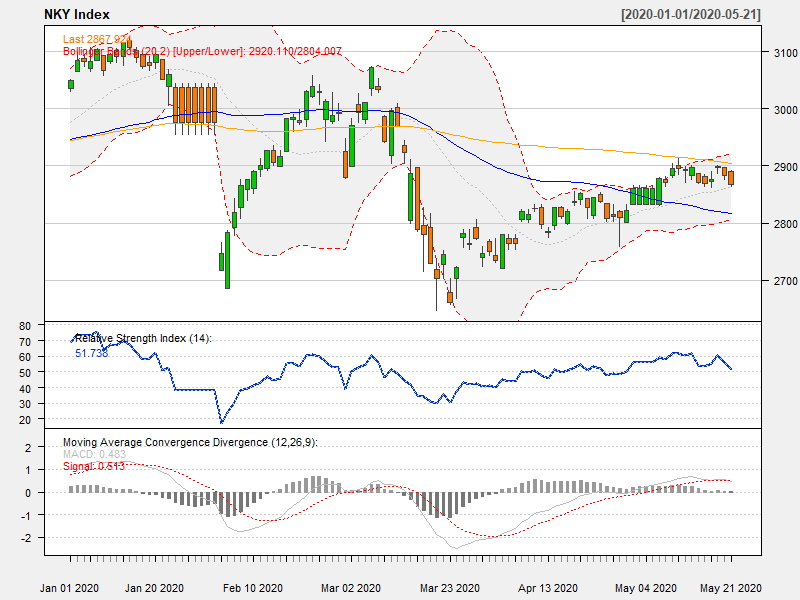 NKY Index
[2020-01-01/2020-05-21]
Last 2867.924
Bollinger Bands (20,2) [Upper/Lower]: 2920.110/2804.007
3100
3000
2900
2800
2700
Relative Strength Index (14):
51.738
80
70
60
50
40
30
20
Moving Average Convergence Divergence (12,26,9):
MACD: 0.483
Signal: 0.513
2
1
0
-1
-2
Jan 01 2020
Jan 20 2020
Feb 10 2020
Mar 02 2020
Mar 23 2020
Apr 13 2020
May 04 2020
May 21 2020